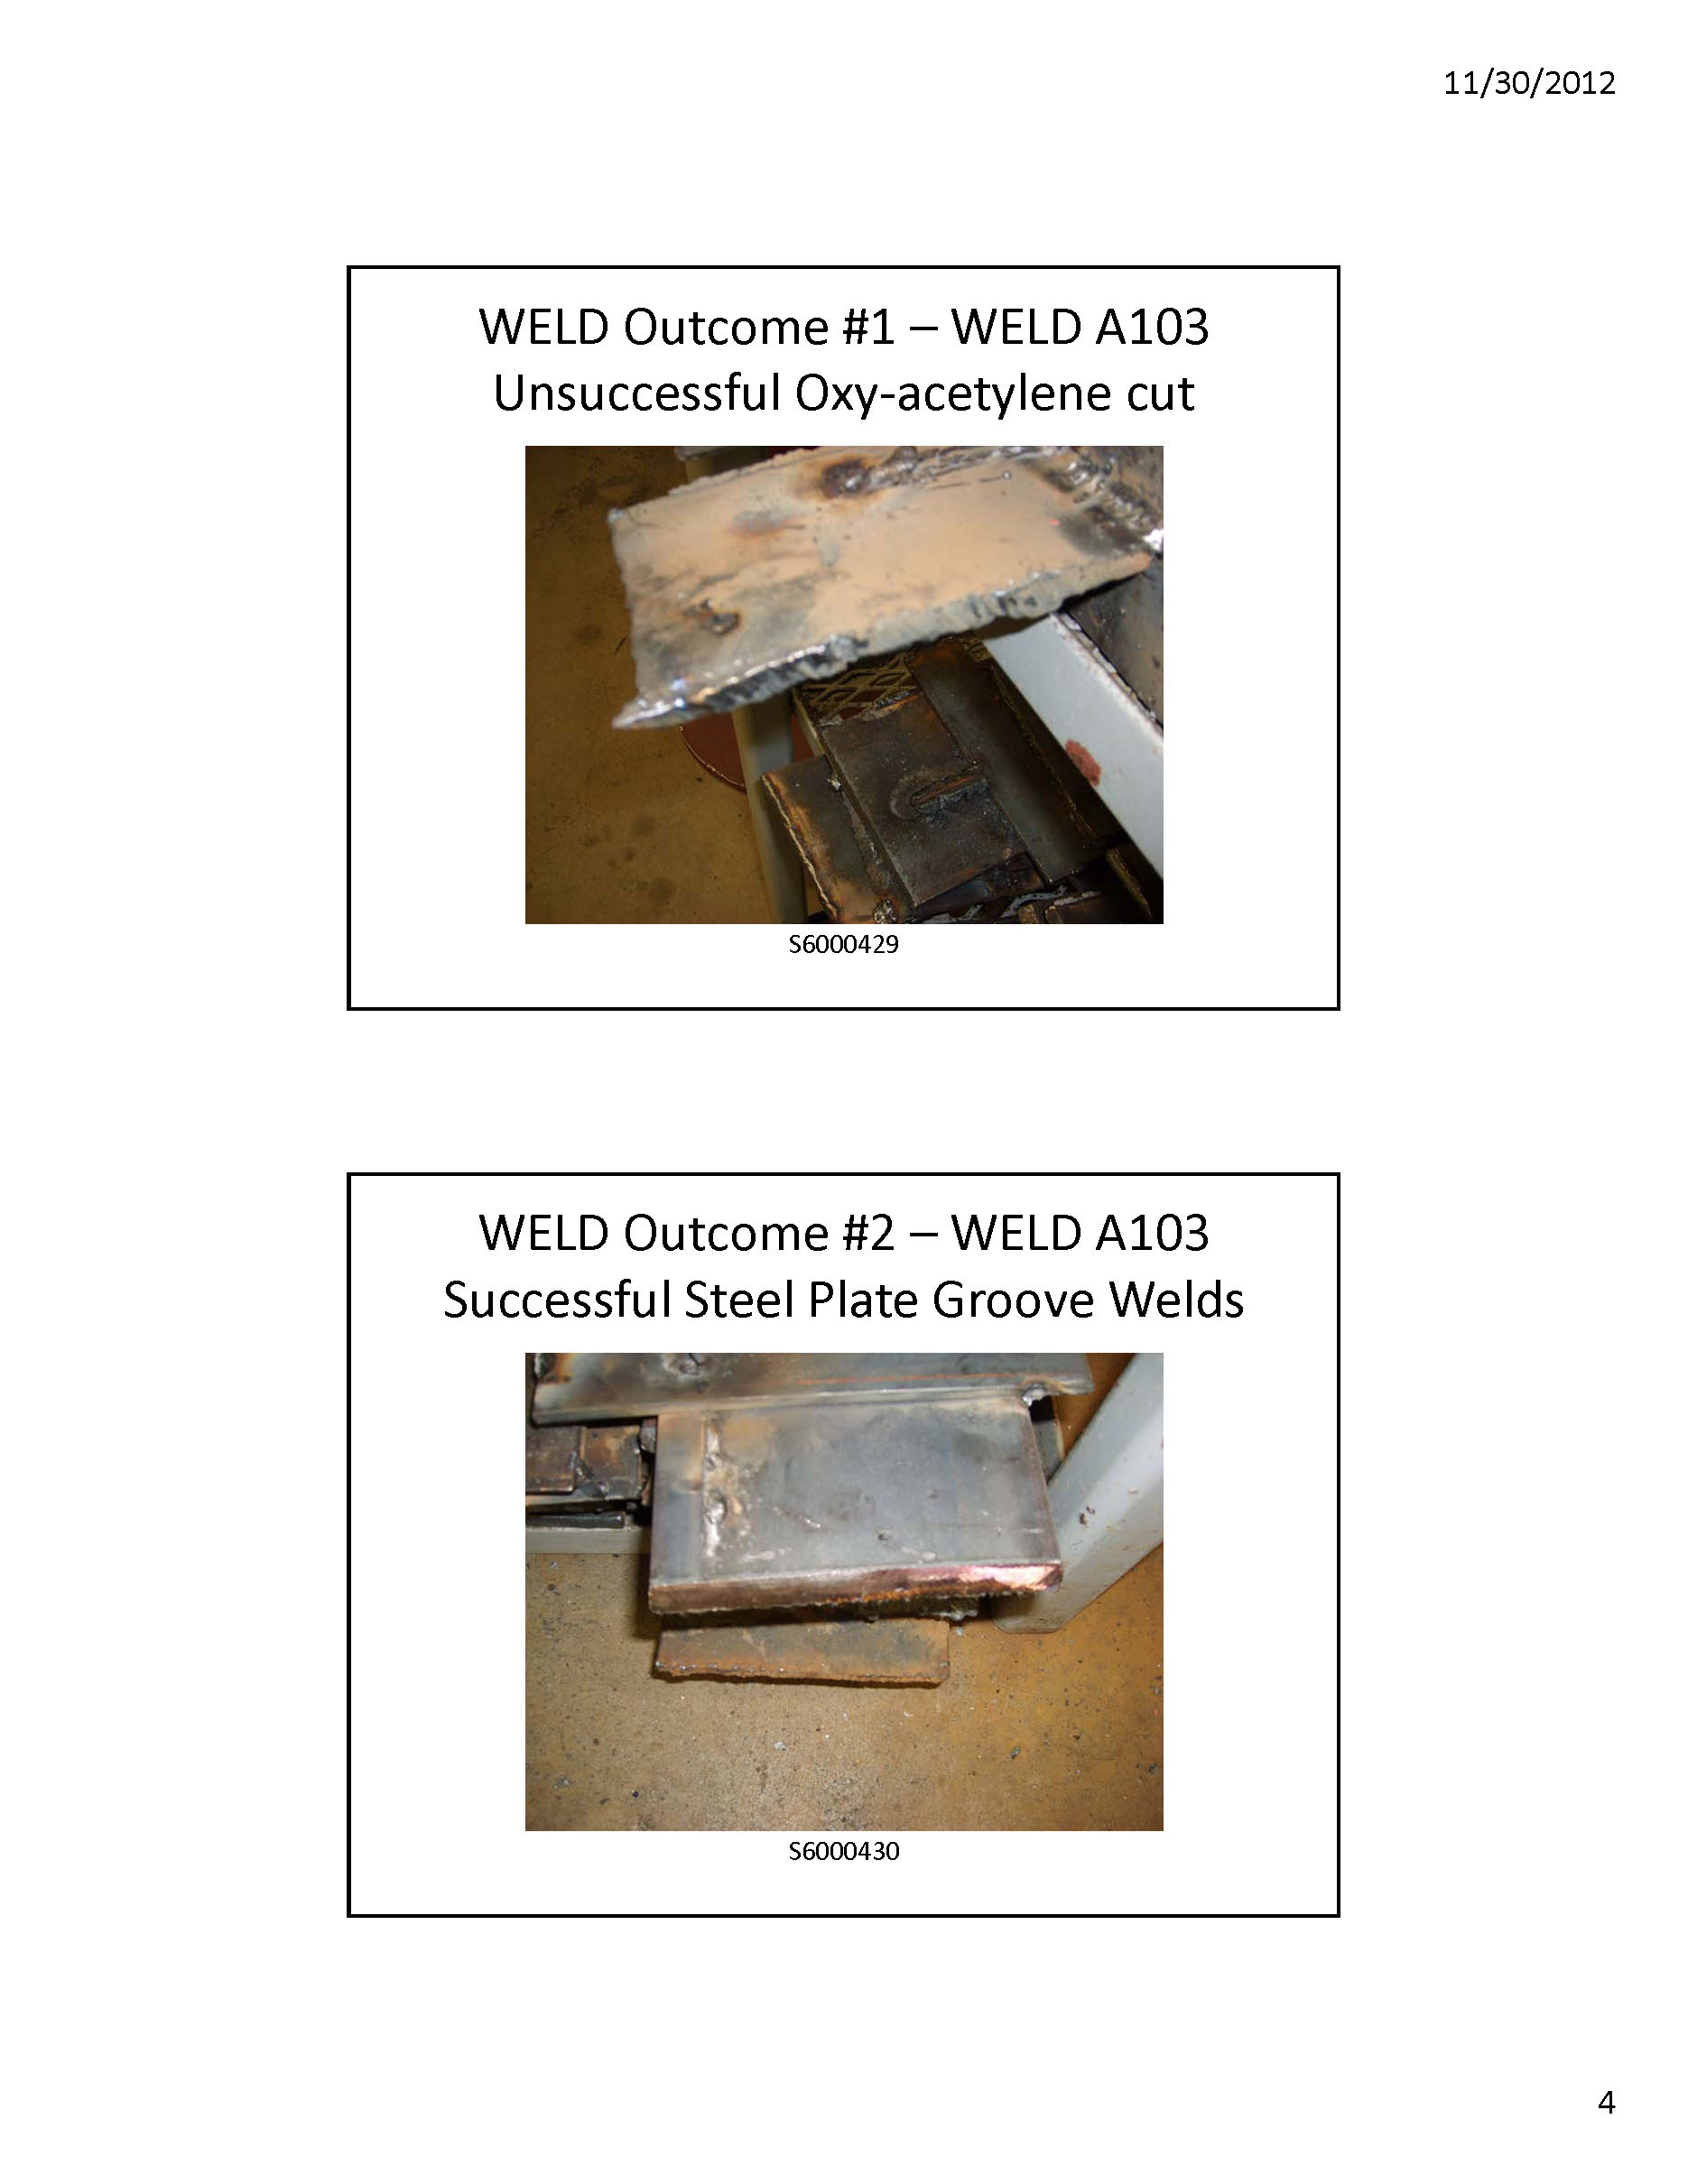 11/30/2012
WELD Outcome #1 – WELD A103
Unsuccessful Oxy-acetylene cut
S6000429
WELD Outcome #2 – WELD A103
Successful Steel Plate Groove Welds
S6000430
4